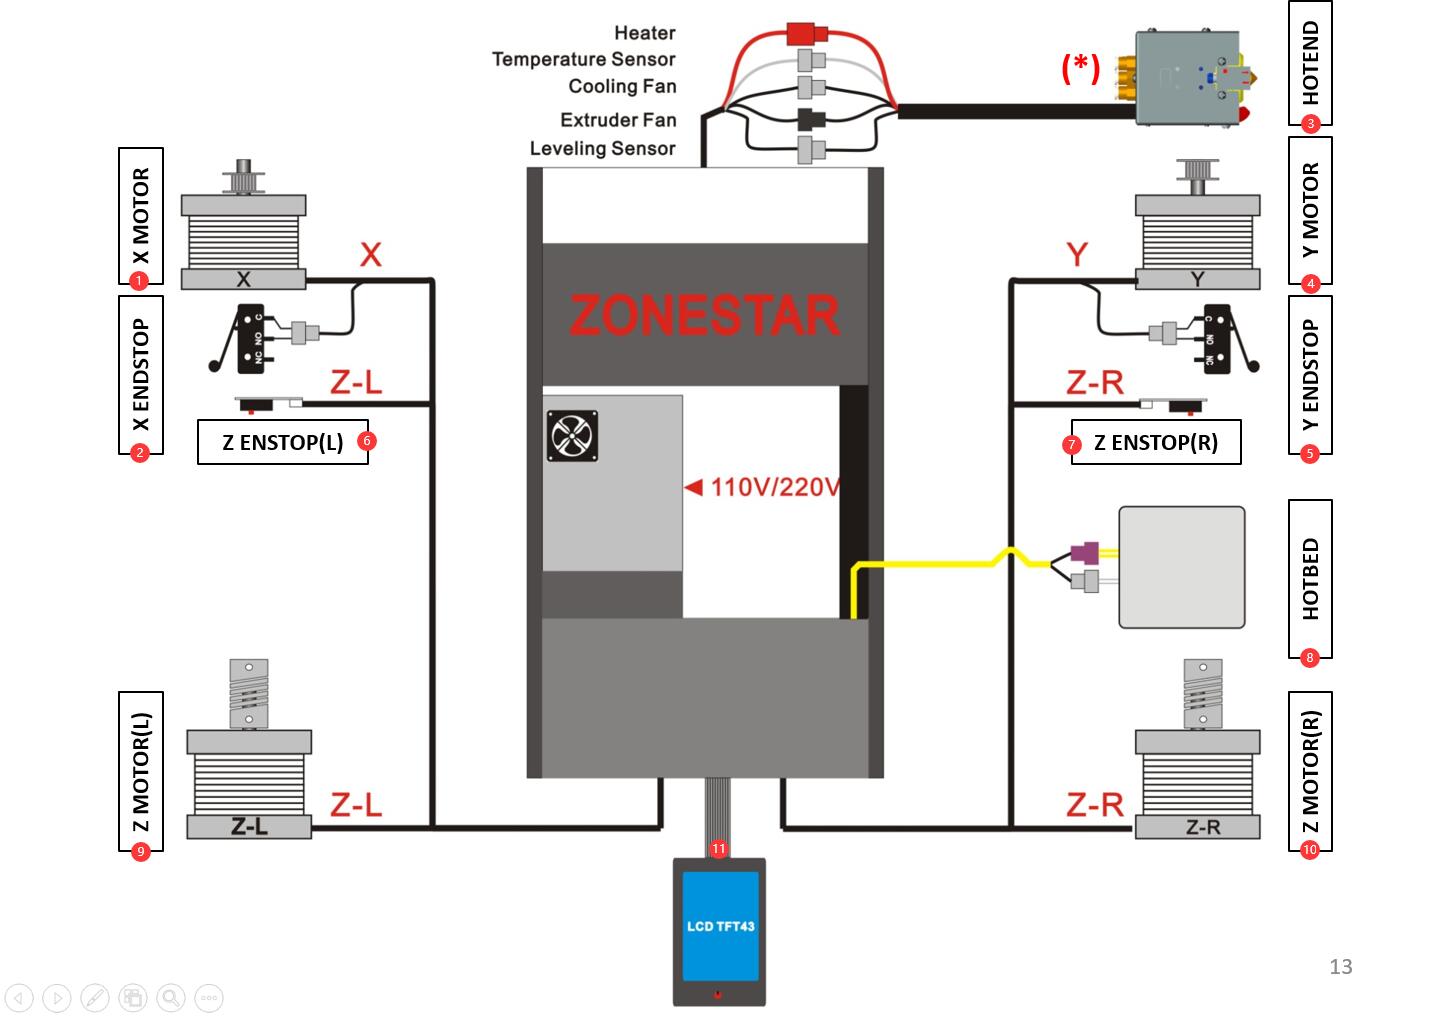 Heater
Temperature Sensor
Cooling Fan
Extruder Fan
Leveling Sensor
(*)
HOTEND
3
X MOTOR
1
X
X
Y MOTOR
4
Y
Y
X ENDSTOP
2
C
NO
NC
Y ENDSTOP
5
C
NO
NC
ZONESTAR
Z-L
Z ENSTOP(L)
6
Z-R
7
Z ENSTOP(R)
110V/220V
HOTBED
8
Z MOTOR(L)
9
Z-L
Z-L
Z MOTOR(R)
10
Z-R
Z-R
11
LCD TFT43
13